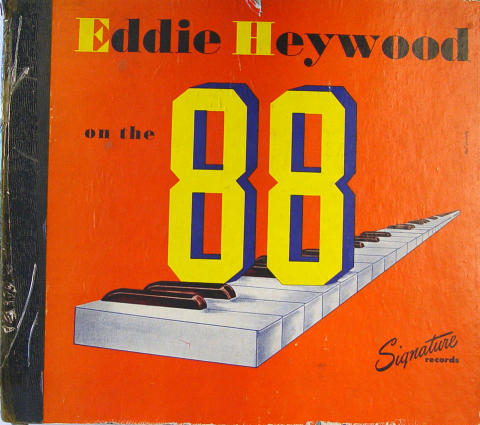 Eddie Heywood
on the
88
Signature
records